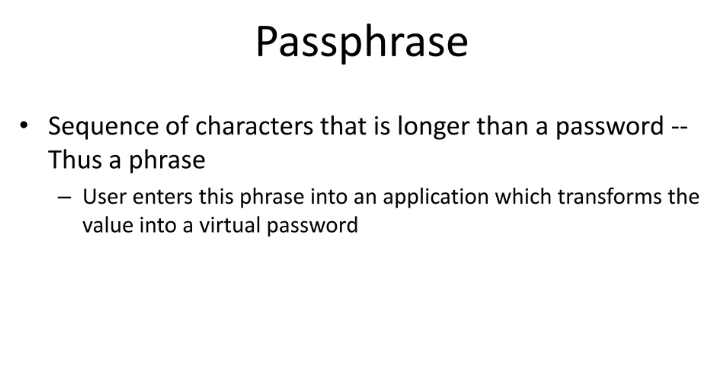 Passphrase
• Sequence of characters that is longer than a password --
Thus a phrase
– User enters this phrase into an application which transforms the
value into a virtual password